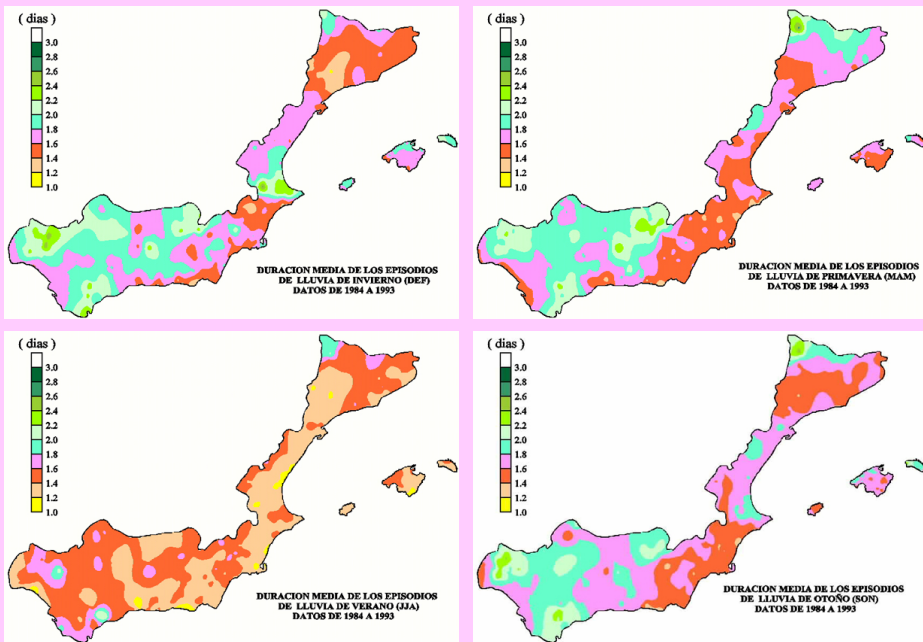 ( dias )
3.0
2.8
2.6
2.4
2.2
2.0
1.8
1.6
1.4
1.2
1.0
DURACION MEDIA DE LOS EPISODIOS
DE LLUVIA DE INVIERNO (DEF)
DATOS DE 1984 A 1993
( dias )
3.0
2.8
2.6
2.4
2.2
2.0
1.8
1.6
1.4
1.2
1.0
DURACION MEDIA DE LOS EPISODIOS
DE LLUVIA DE PRIMAVERA (MAM)
DATOS DE 1984 A 1993
( dias )
3.0
2.8
2.6
2.4
2.2
2.0
1.8
1.6
1.4
1.2
1.0
DURACION MEDIA DE LOS EPISODIOS
DE LLUVIA DE VERANO (JJA)
DATOS DE 1984 A 1993
( dias )
3.0
2.8
2.6
2.4
2.2
2.0
1.8
1.6
1.4
1.2
1.0
DURACION MEDIA DE LOS EPISODIOS
DE LLUVIA DE OTOÑO (SON)
DATOS DE 1984 A 1993